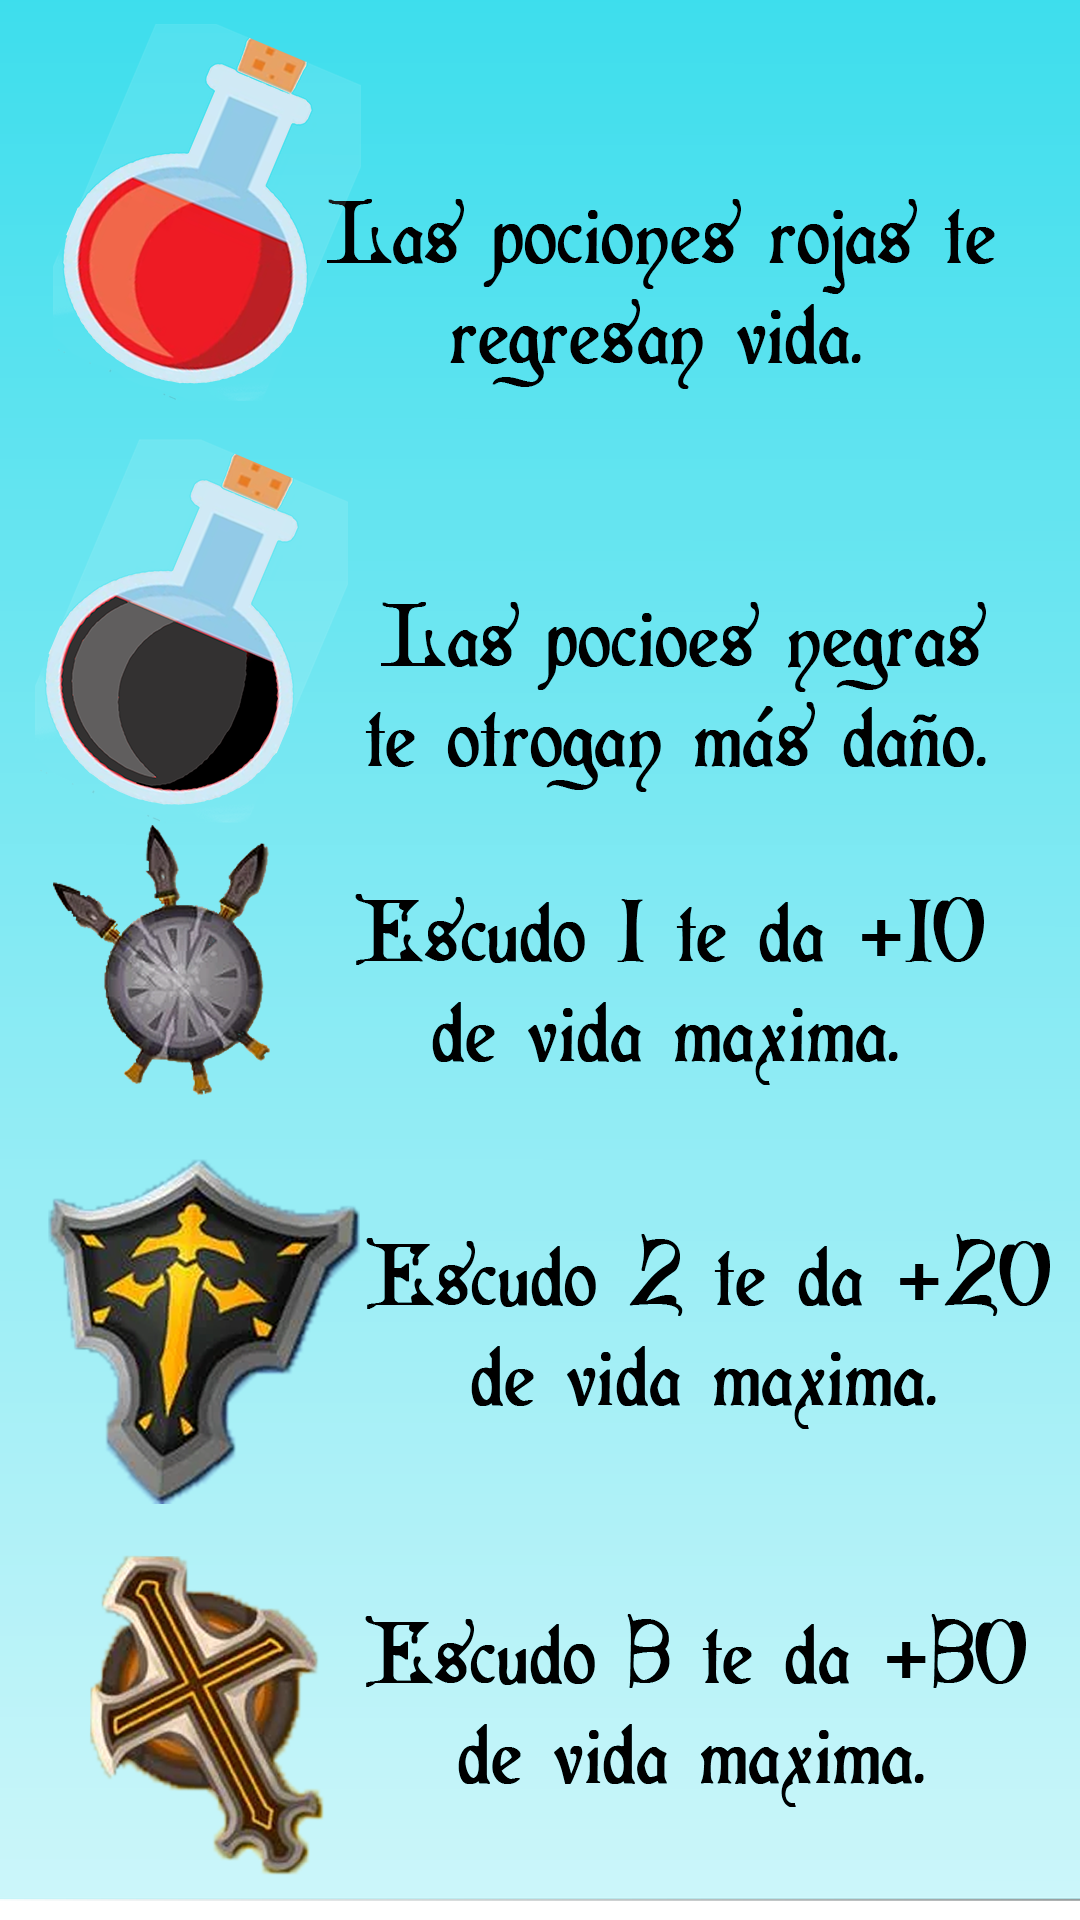 Las pociones rojas te
regresan vida.
Las pocioes negras
te otrogan más daño.
Escudo 1 te da +10
de vida maxima.
Escudo 2 te da +20
de vida maxima.
Escudo 3 te da +30
de vida maxima.